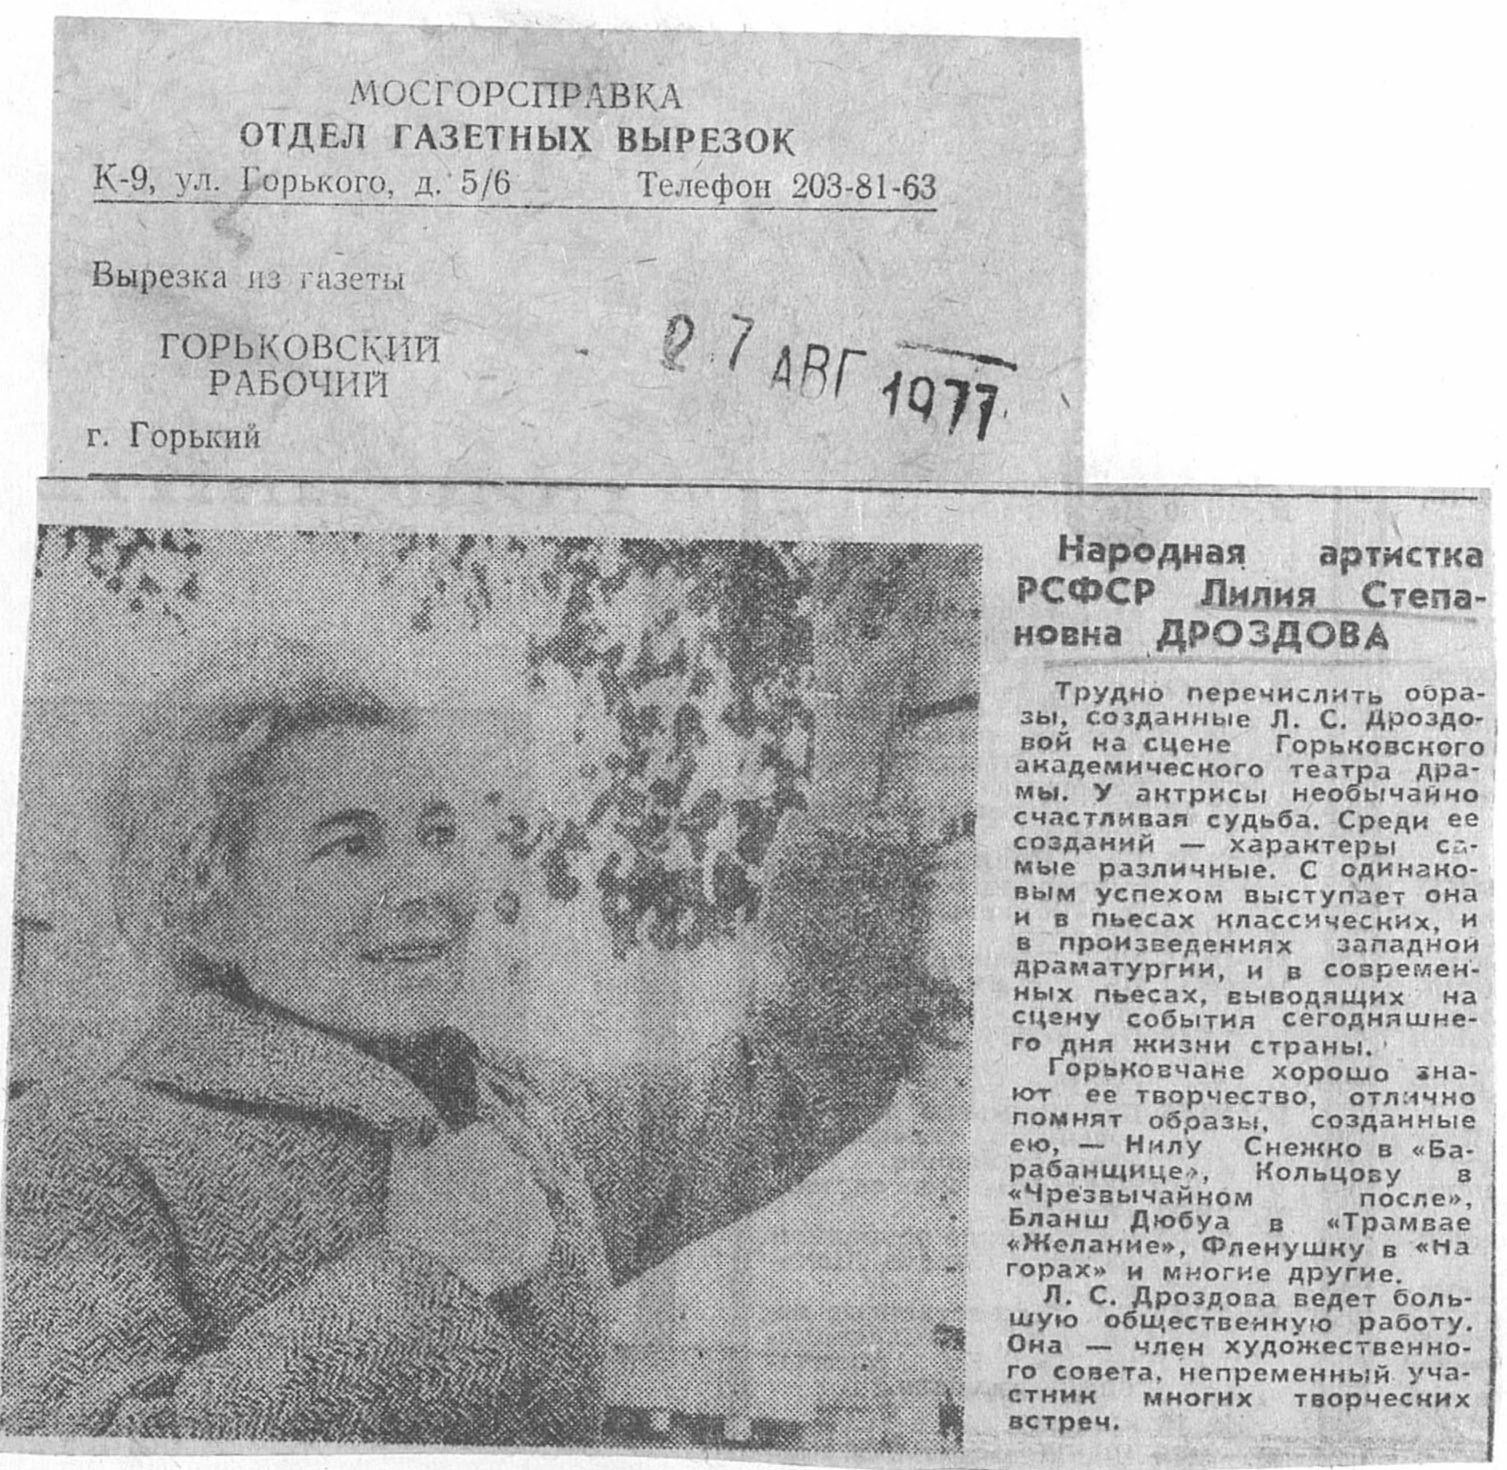 МОСГОРСПРАВКА
ОТДЕЛ ГАЗЕТНЫХ ВЫРЕЗОК
К-9, ул. Горького, д. 5/6 Телефон 203-81-63
Вырезка из газеты
ГОРЬКОВСКИЙ
РАБОЧИЙ
27 АВГ 1977
г. Горький
Народная артистка
РСФСР Лилия Степа-
новна ДРОЗДОВА
Трудно перечислить обра-
зы, созданные Л. С. Дроздо-
вой на сцене Горьковского
академического театра дра-
мы. У актрисы необычайно
счастливая судьба. Среди ее
созданий — характеры са-
мые различные. С одинако-
вым успехом выступает она
и в пьесах классических, и
в произведениях западной
драматургии, и в современ-
ных пьесах, выводящих на
сцену события сегодняшне-
го дня жизни страны.
Горьковчане хорошо зна-
ют ее творчество, отлично
помнят образы, созданные
ею, — Нилу Снежко в «Ба-
рабанщице», Кольцову в
«Чрезвычайном после»,
Бланш Дюбуа в «Трамвае
«Желание», Фленушку в «На
горах» и многие другие.
Л. С. Дроздова ведет боль-
шую общественную работу.
Она — член художественно-
го совета, непременный уча-
стник многих творческих
встреч.